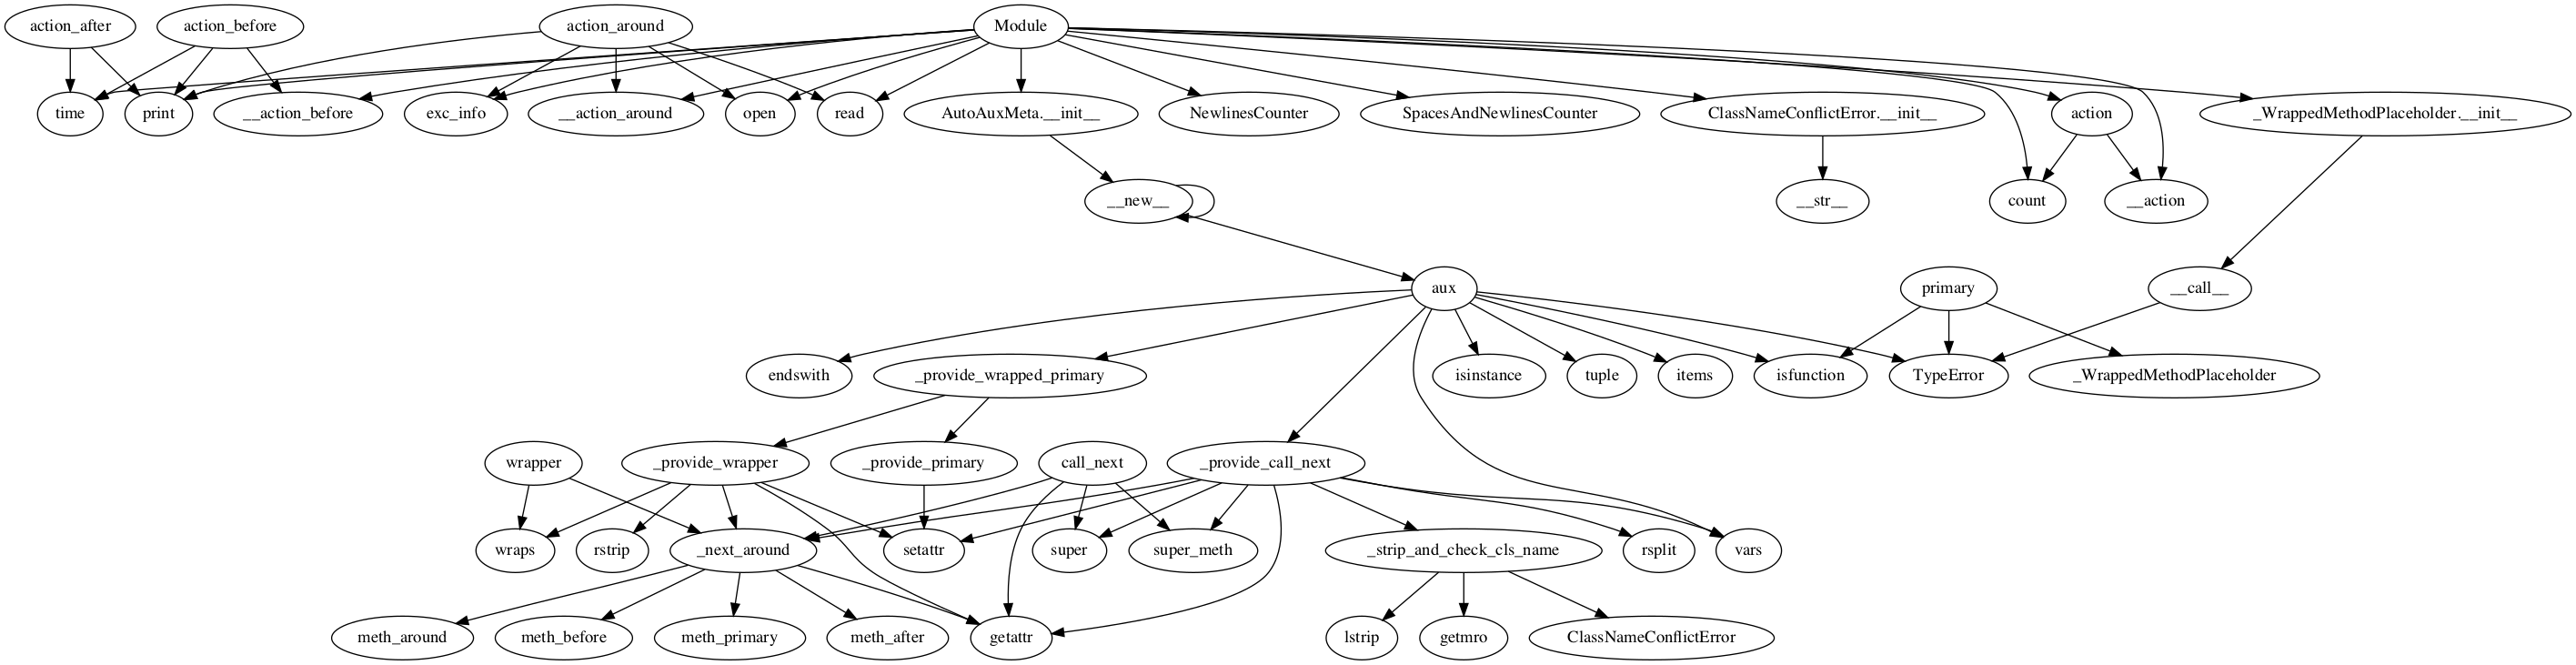 action_after action_before action_around Module
time print __action_before exc_info __action_around open read AutoAuxMeta.__init__ NewlinesCounter SpacesAndNewlinesCounter ClassNameConflictError.__init__ action _WrappedMethodPlaceholder.__init__
__new__ __str__ count __action
aux primary __call__
endswith _provide_wrapped_primary isinstance tuple items isfunction TypeError _WrappedMethodPlaceholder
wrapper _provide_wrapper _provide_primary call_next _provide_call_next
wraps rstrip _next_around setattr super super_meth _strip_and_check_cls_name rsplit vars
meth_around meth_before meth_primary meth_after getattr lstrip getmro ClassNameConflictError